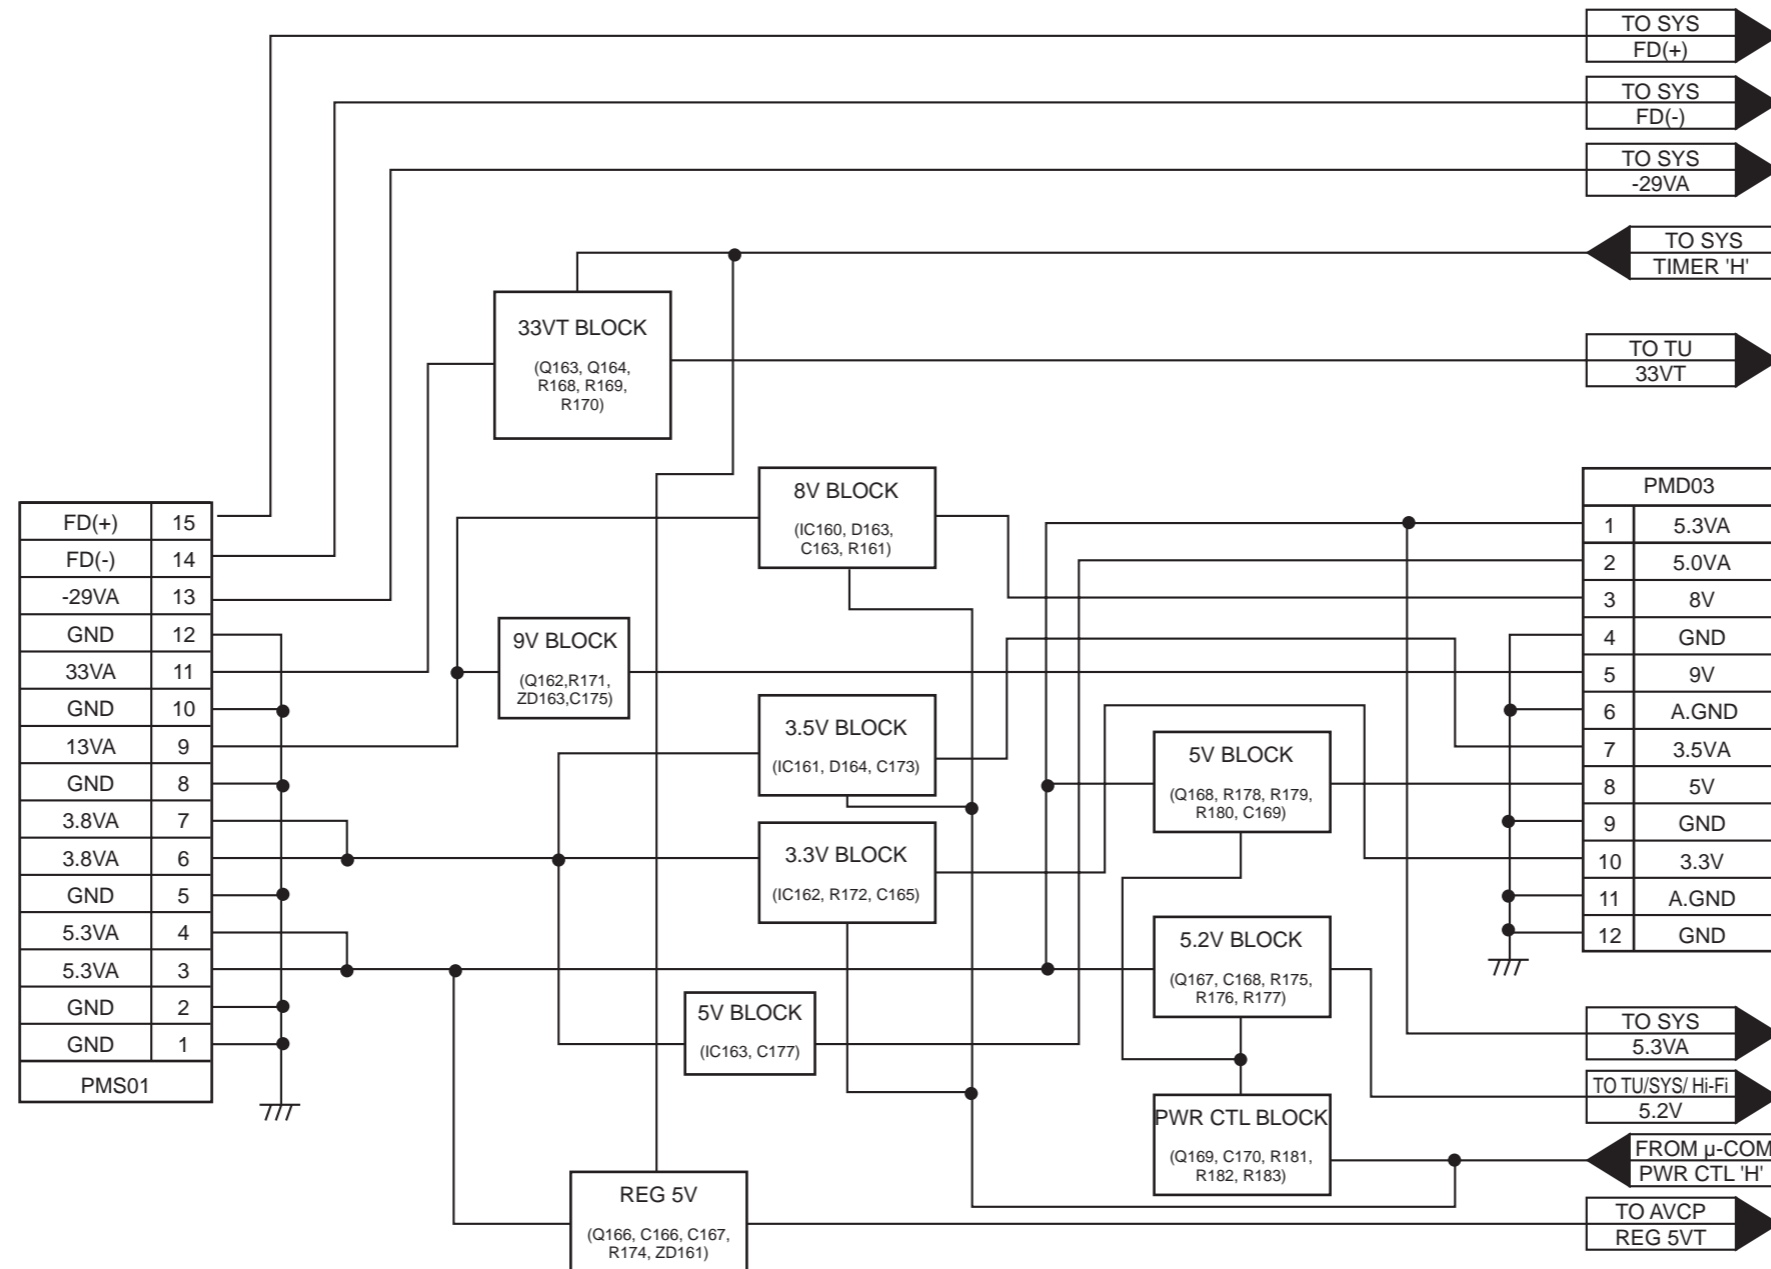 TO SYS
FD(+)
TO SYS
FD(-)
TO SYS
-29VA
TO SYS
TIMER 'H'
33VT BLOCK
(Q163, Q164,
R168, R169,
R170)
TO TU
33VT
FD(+) 15
FD(-) 14
-29VA 13
GND 12
33VA 11
GND 10
13VA 9
GND 8
3.8VA 7
3.8VA 6
GND 5
5.3VA 4
5.3VA 3
GND 2
GND 1
PMS01
8V BLOCK
(IC160, D163,
C163, R161)
9V BLOCK
(Q162,R171,
ZD163,C175)
3.5V BLOCK
(IC161, D164, C173)
3.3V BLOCK
(IC162, R172, C165)
5V BLOCK
(IC163, C177)
5V BLOCK
(Q168, R178, R179,
R180, C169)
5.2V BLOCK
(Q167, C168, R175,
R176, R177)
PWR CTL BLOCK
(Q169, C170, R181,
R182, R183)
REG 5V
(Q166, C166, C167,
R174, ZD161)
PMD03
1 5.3VA
2 5.0VA
3 8V
4 GND
5 9V
6 A.GND
7 3.5VA
8 5V
9 GND
10 3.3V
11 A.GND
12 GND
TO SYS
5.3VA
TO TU/SYS/ Hi-Fi
5.2V
FROM µ-COM
PWR CTL 'H'
TO AVCP
REG 5VT